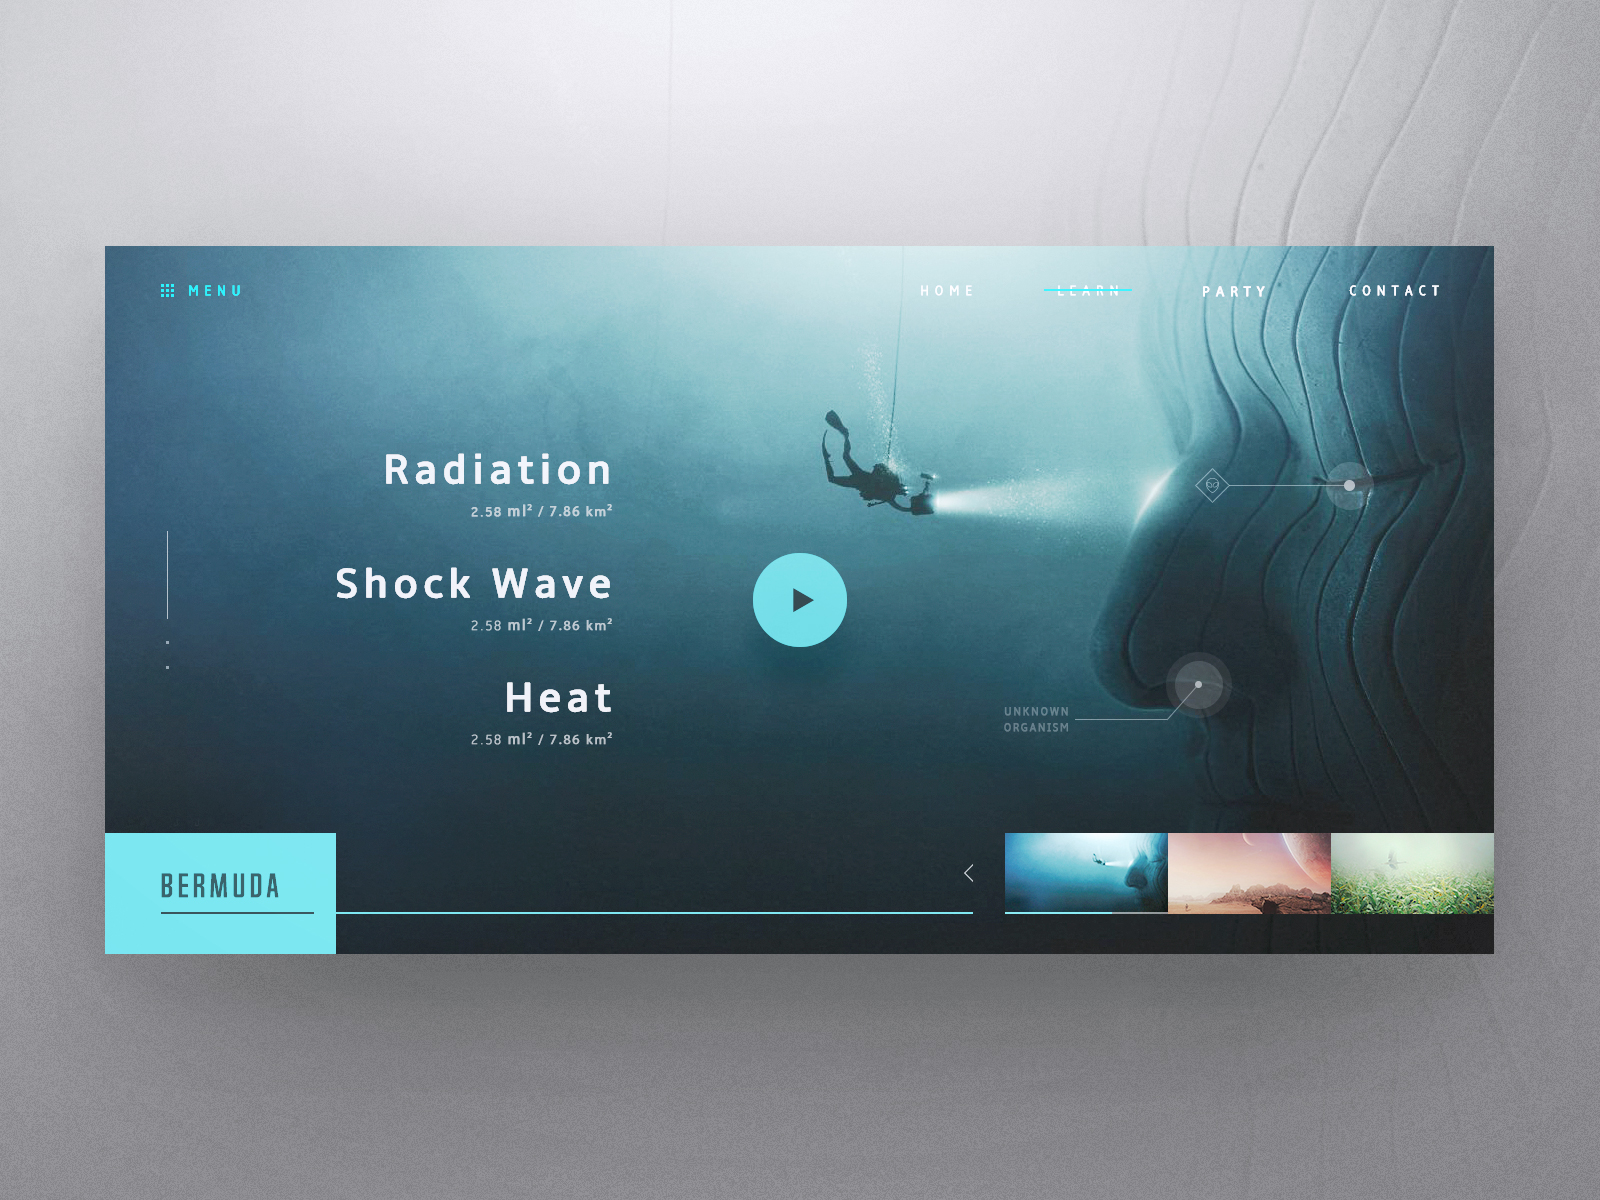 MENU
HOME
LEARN
PARTY
CONTACT
Radiation
2.58 ml² / 7.86 km²
Shock Wave
2.58 ml² / 7.86 km²
Heat
2.58 ml² / 7.86 km²
UNKNOWN
ORGANISM
BERMUDA